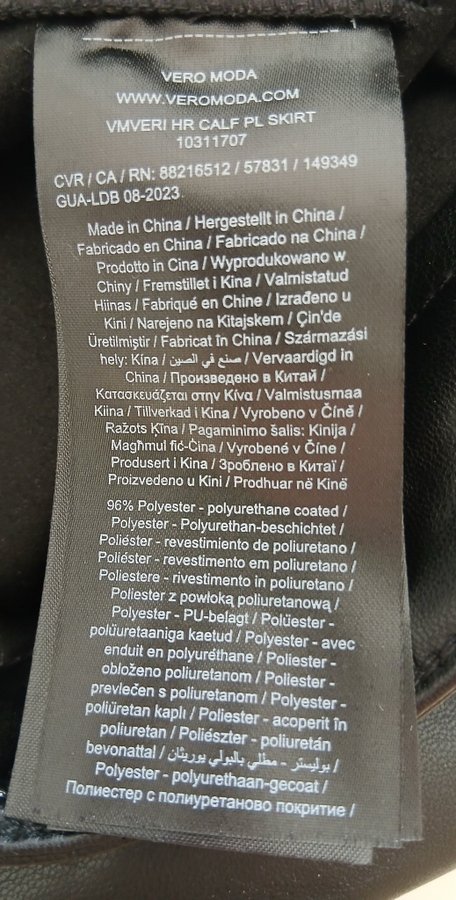 VERO MODA
WWW.VEROMODA.COM
VMVERI HR CALF PL SKIRT
10311707
CVR / CA / RN: 88216512 / 57831 / 149349
GUA-LDB 08-2023
Made in China / Hergestellt in China /
Fabricado en China / Fabricado na China /
Prodotto in Cina / Wyprodukowano w
Chiny / Fremstillet i Kina / Valmistatud
Hiinas / Fabriqué en Chine / Izrađeno u
Kini / Narejeno na Kitajskem / Çin'de
Üretilmiştir / Fabricat în China / Származási
hely: Kína / صنع في الصين / Vervaardigd in
China / Произведено в Китай /
Κατασκευάζεται στην Κίνα / Valmistusmaa
Kiina / Tillverkad i Kina / Vyrobeno v Číně /
Ražots Ķīna / Pagaminimo šalis: Kinija /
Magħmul fiċ-Ċina / Vyrobené v Číne /
Produsert i Kina / Зроблено в Китаї /
Proizvedeno u Kini / Prodhuar në Kinë
96% Polyester - polyurethane coated /
Polyester - Polyurethan-beschichtet /
Poliéster - revestimiento de poliuretano /
Poliéster - revestimento em poliuretano /
Poliestere - rivestimento in poliuretano /
Poliester z powłoką poliuretanową /
Polyester - PU-belagt / Polüester -
polüuretaaniga kaetud / Polyester - avec
enduit en polyuréthane / Poliester -
obloženo poliuretanom / Poliester -
prevlečen s poliuretanom / Polyester -
poliüretan kaplı / Poliester - acoperit în
poliuretan / Poliészter - poliuretán
bevonattal / بوليستر - مطلي بالبولي يوريثان /
Polyester - polyurethaan-gecoat /
Полиестер с полиуретаново покритие /